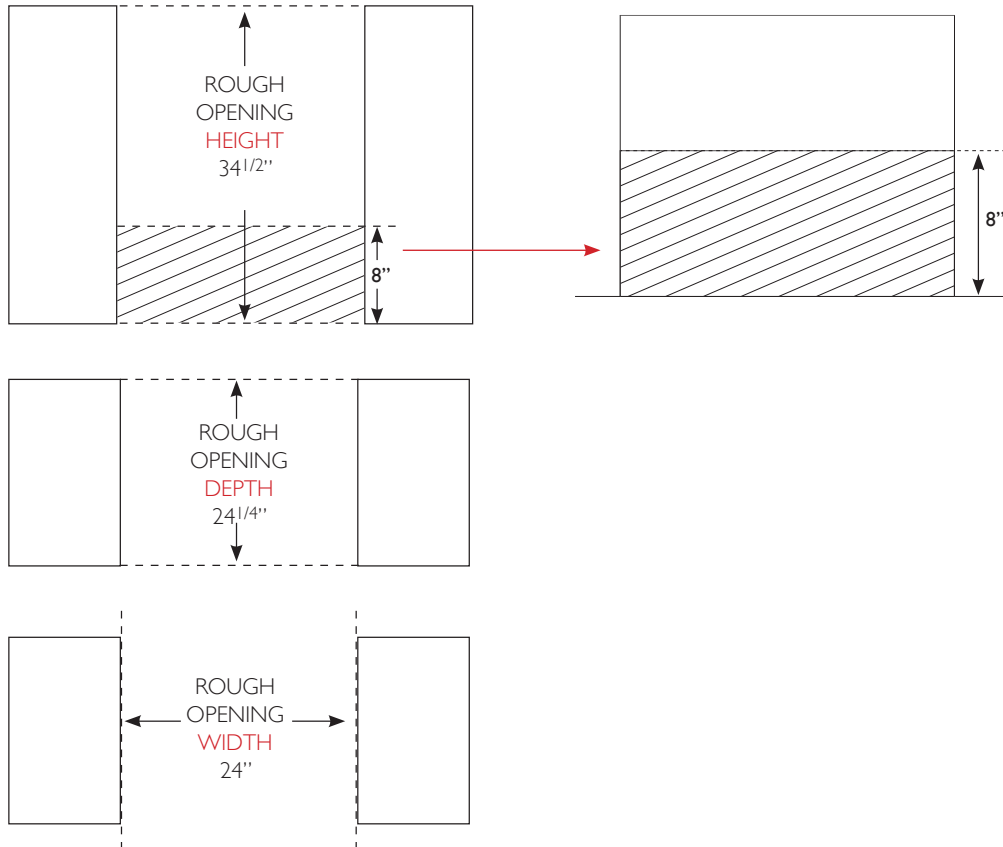 ROUGH
OPENING
HEIGHT
34 1/2’’
8”
8”
ROUGH
OPENING
DEPTH
24 1/4’’
ROUGH
OPENING
WIDTH
24’’